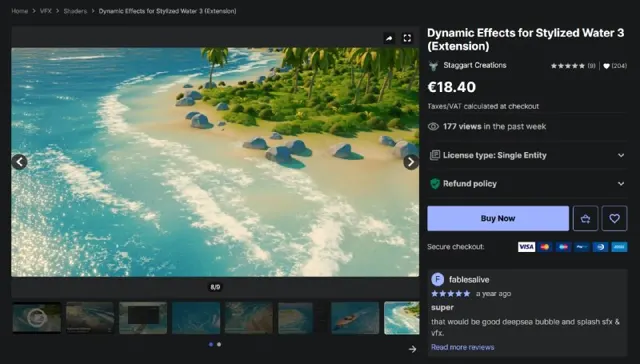 Home > VFX > Shaders > Dynamic Effects for Stylized Water 3 (Extension)
Dynamic Effects for Stylized Water 3
(Extension)
Staggart Creations
(9) | (204)
€18.40
Taxes/VAT calculated at checkout
177 views in the past week
License type: Single Entity
Refund policy
Buy Now
Secure checkout:
VISA
8/9
F fablesalive
a year ago
super
that would be good deepsea bubble and splash sfx &
vfx.
Read more reviews